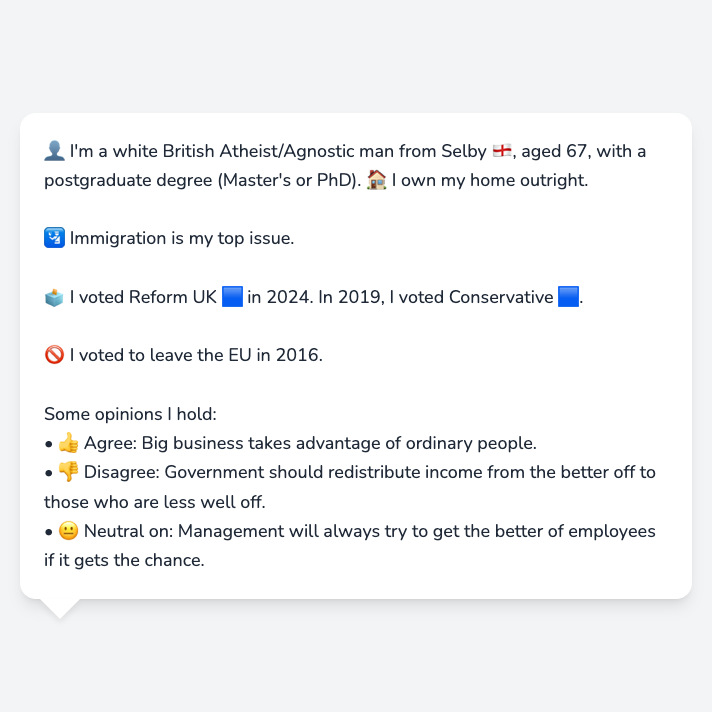 👤 I'm a white British Atheist/Agnostic man from Selby 🏴󠁧󠁢󠁥󠁮󠁧󠁿, aged 67, with a
postgraduate degree (Master's or PhD). 🏠 I own my home outright.
🛂 Immigration is my top issue.
🗳️ I voted Reform UK 🟦 in 2024. In 2019, I voted Conservative 🟦.
🚫 I voted to leave the EU in 2016.
Some opinions I hold:
• 👍 Agree: Big business takes advantage of ordinary people.
• 👎 Disagree: Government should redistribute income from the better off to
those who are less well off.
• 😐 Neutral on: Management will always try to get the better of employees
if it gets the chance.